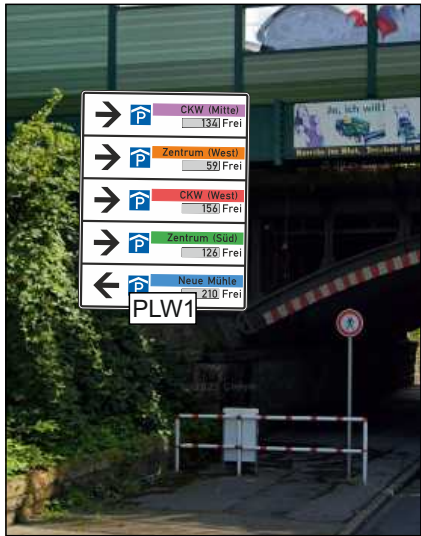 P CKW (Mitte)
134 Frei
P Zentrum (West)
59 Frei
P CKW (West)
156 Frei
P Zentrum (Süd)
126 Frei
P Neue Mühle
210 Frei
PLW1
Ja, ich will!